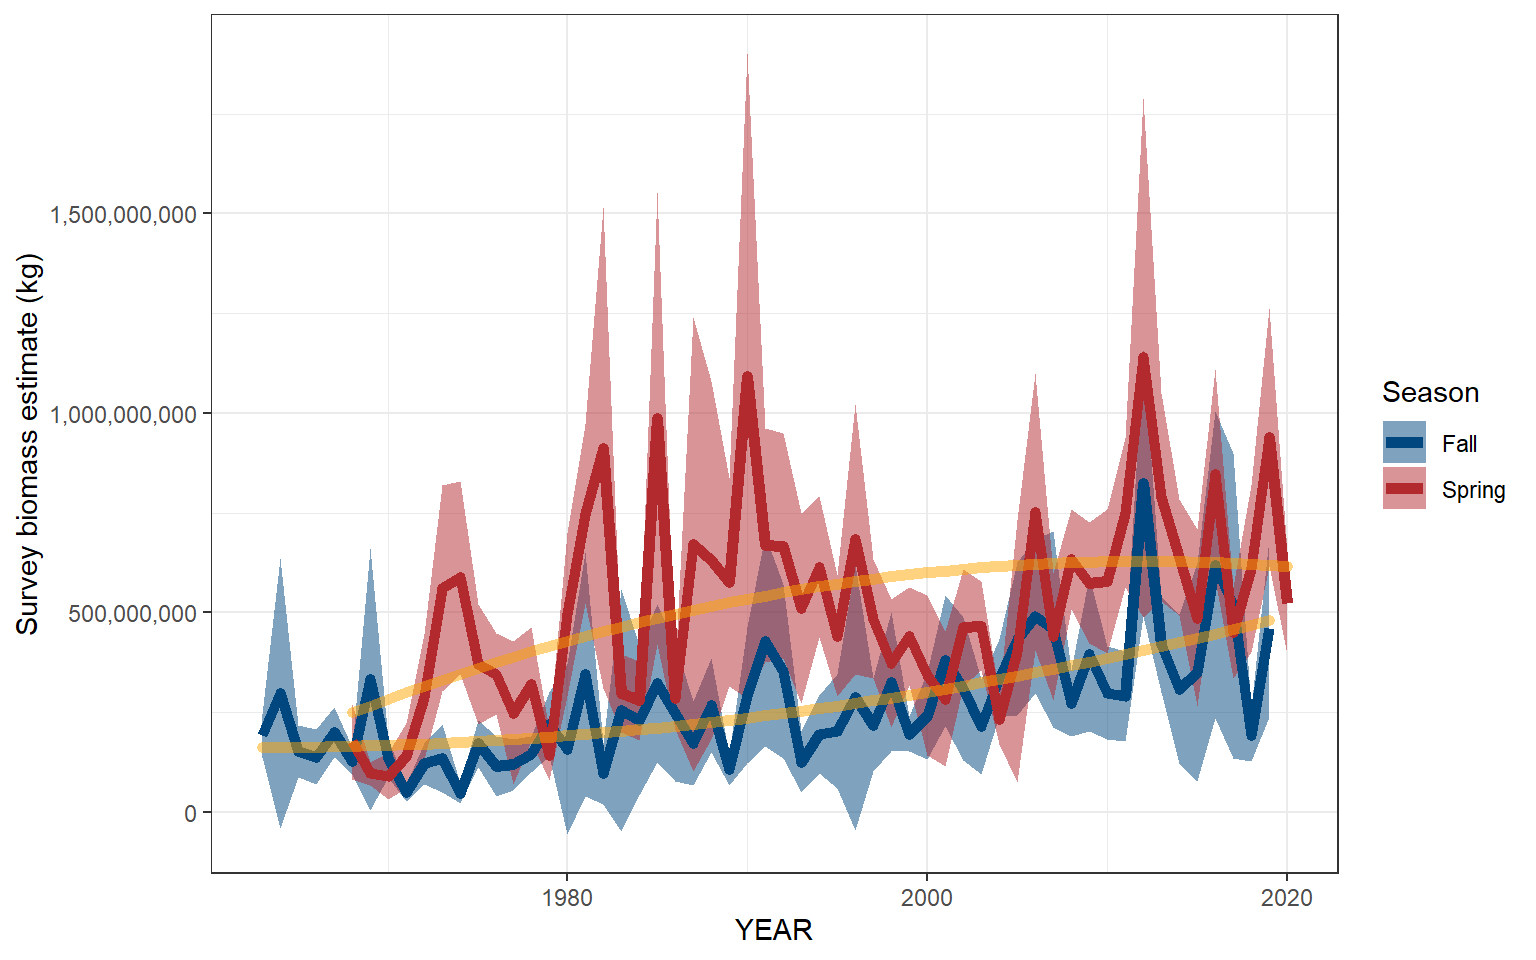 Survey biomass estimate (kg)
1,500,000,000
1,000,000,000
500,000,000
0
1980
2000
2020
YEAR
Season
Fall
Spring